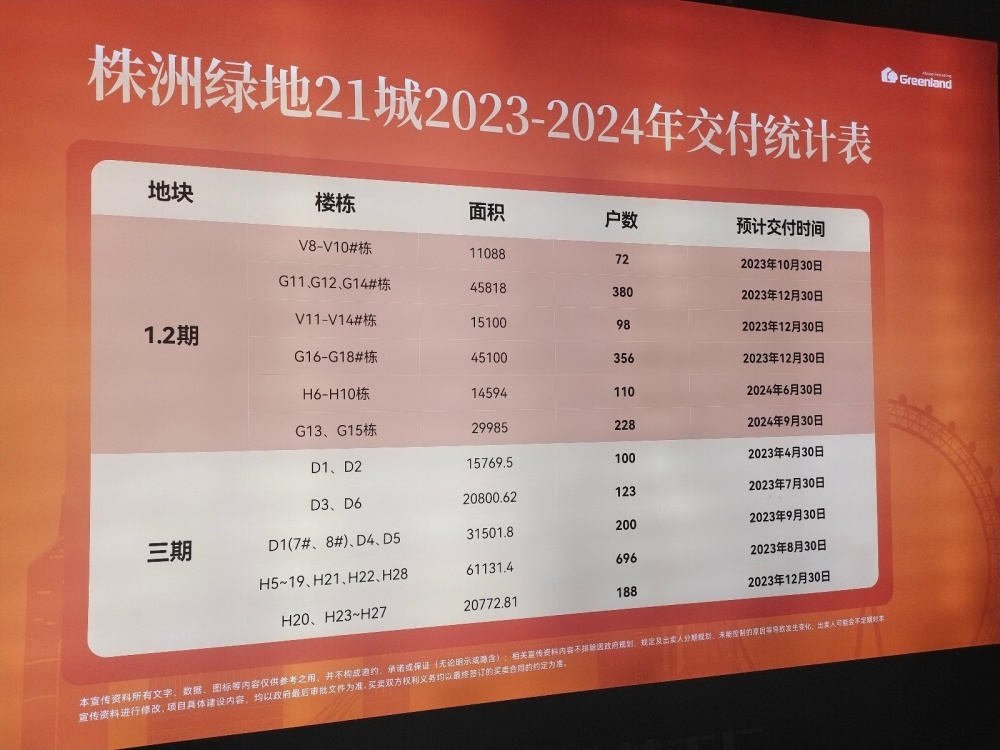 株洲绿地21城2023-2024年交付统计表
Greenland
地块 楼栋 面积 户数 预计交付时间
1.2期
V8-V10#栋 11088 72 2023年10月30日
G11、G12、G14#栋 45818 380 2023年12月30日
V11-V14#栋 15100 98 2023年12月30日
G16-G18#栋 45100 356 2023年12月30日
H6-H10栋 14594 110 2024年6月30日
G13、G15栋 29985 228 2024年9月30日
三期
D1、D2 15769.5 100 2023年4月30日
D3、D6 20800.62 123 2023年7月30日
D1(7#、8#)、D4、D5 31501.8 200 2023年9月30日
H5~19、H21、H22、H28 61131.4 696 2023年8月30日
H20、H23~H27 20772.81 188 2023年12月30日
本宣传资料所有文字、数据、图标等内容仅供参考之用，并不构成邀约、承诺或保证（无论明示或隐含）；相关宣传资料内容不排除因政府规划、规定及出卖人分期规划、未能控制的原因等导致发生变化，出卖人可能会不定期对本
宣传资料进行修改，项目具体建设内容，均以政府最后审批文件为准，买卖双方权利义务均以最终签订的买卖合同的约定为准。